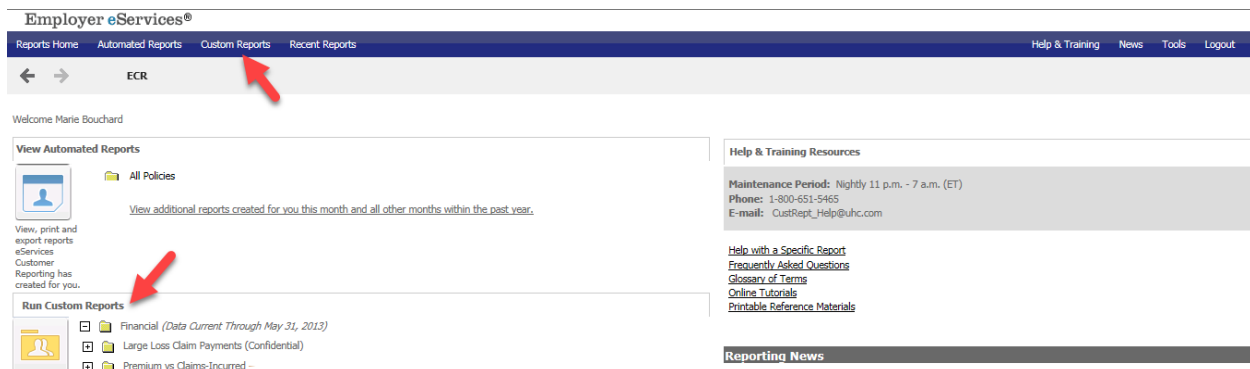 Employer eServices®
Reports Home Automated Reports Custom Reports Recent Reports Help & Training News Tools Logout
ECR
Welcome Marie Bouchard
View Automated Reports
All Policies
View additional reports created for you this month and all other months within the past year.
View, print and
export reports
eServices
Customer
Reporting has
created for you.
Run Custom Reports
Financial (Data Current Through May 31, 2013)
Large Loss Claim Payments (Confidential)
Premium vs Claims-Incurred
Help & Training Resources
Maintenance Period: Nightly 11 p.m. - 7 a.m. (ET)
Phone: 1-800-651-5465
E-mail: CustRept_Help@uhc.com
Help with a Specific Report
Frequently Asked Questions
Glossary of Terms
Online Tutorials
Printable Reference Materials
Reporting News